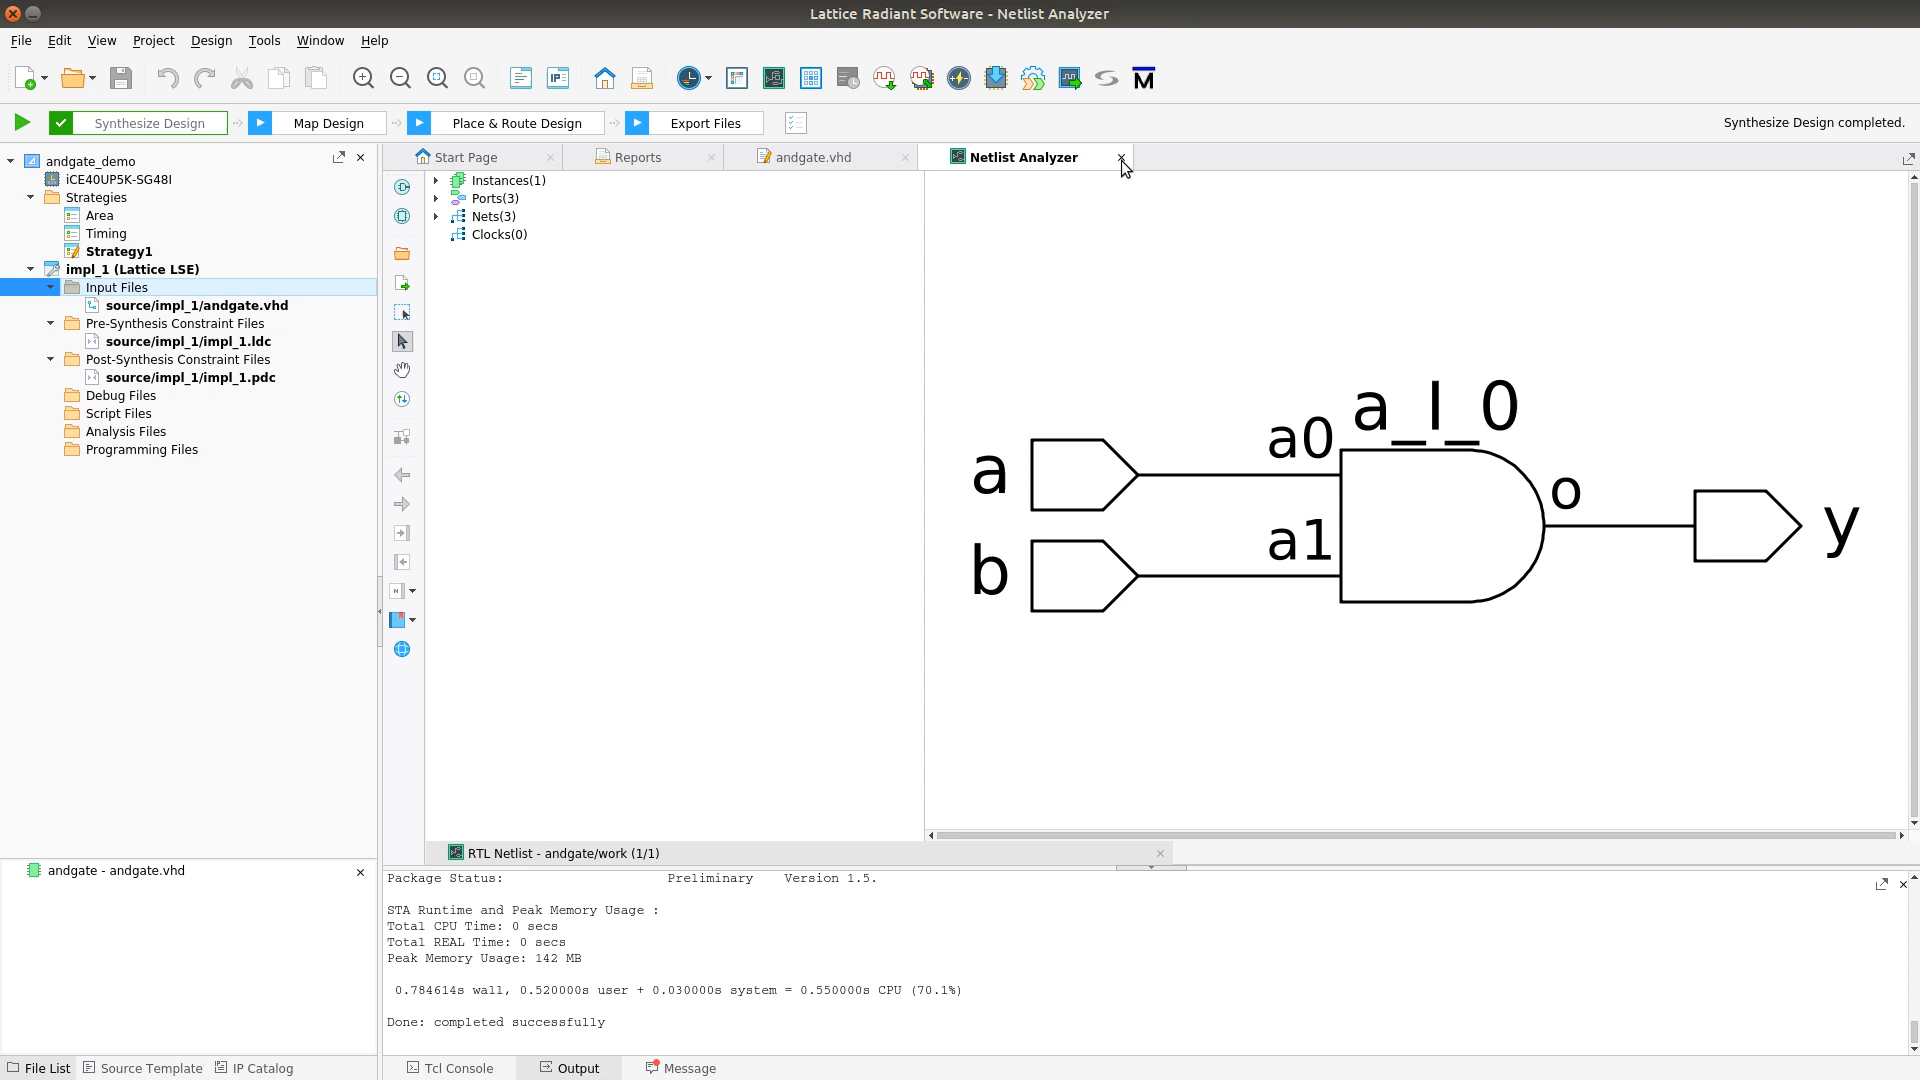 Lattice Radiant Software - Netlist Analyzer
File Edit View Project Design Tools Window Help
Synthesize Design Map Design Place & Route Design Export Files Synthesize Design completed.
andgate_demo
iCE40UP5K-SG48I
Strategies
Area
Timing
Strategy1
impl_1 (Lattice LSE)
Input Files
source/impl_1/andgate.vhd
Pre-Synthesis Constraint Files
source/impl_1/impl_1.ldc
Post-Synthesis Constraint Files
source/impl_1/impl_1.pdc
Debug Files
Script Files
Analysis Files
Programming Files
andgate - andgate.vhd
File List Source Template IP Catalog
Start Page Reports andgate.vhd Netlist Analyzer
Instances(1)
Ports(3)
Nets(3)
Clocks(0)
a_I_0
a a0
o
y
b a1
RTL Netlist - andgate/work (1/1)
Package Status: Preliminary Version 1.5.
STA Runtime and Peak Memory Usage :
Total CPU Time: 0 secs
Total REAL Time: 0 secs
Peak Memory Usage: 142 MB
0.784614s wall, 0.520000s user + 0.030000s system = 0.550000s CPU (70.1%)
Done: completed successfully
Tcl Console Output Message